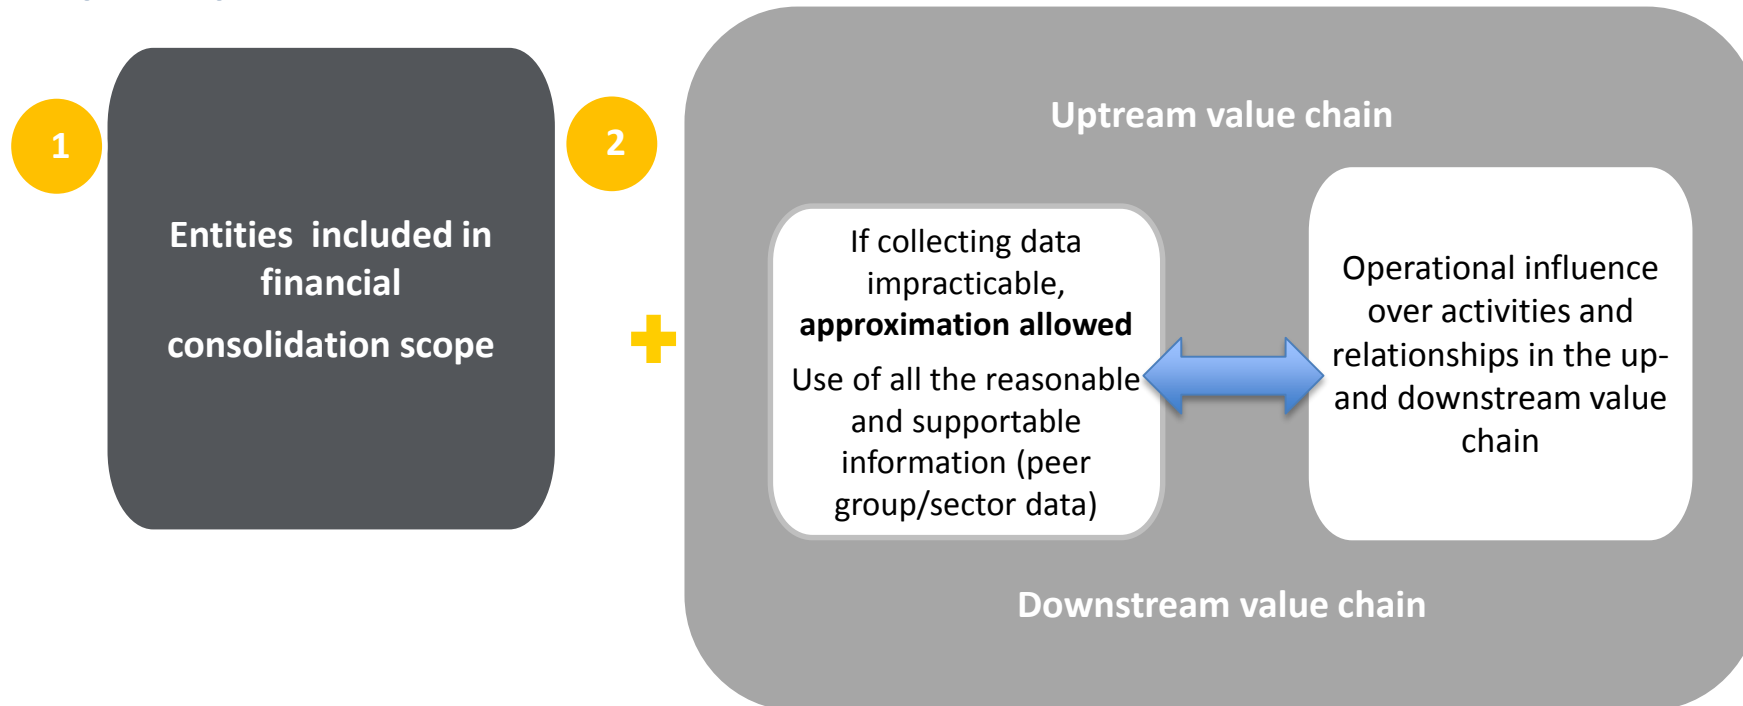 1
Entities included in
financial
consolidation scope
2
Uptream value chain
If collecting data
impracticable,
approximation allowed
Use of all the reasonable
and supportable
information (peer
group/sector data)
Operational influence
over activities and
relationships in the up-
and downstream value
chain
Downstream value chain